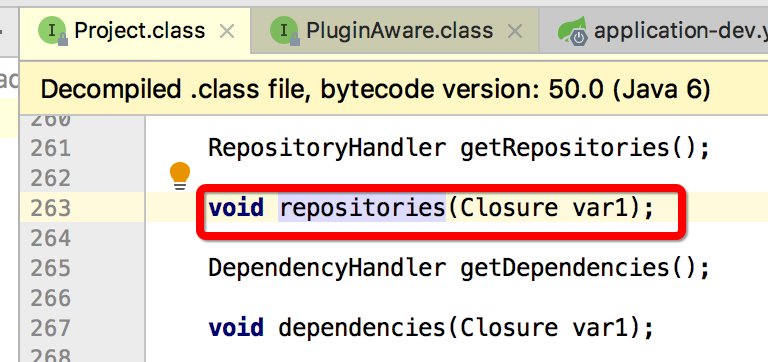 Project.class
PluginAware.class
application-dev.y
Decompiled .class file, bytecode version: 50.0 (Java 6)
260
261 RepositoryHandler getRepositories();
262
263 void repositories(Closure var1);
264
265 DependencyHandler getDependencies();
266
267 void dependencies(Closure var1);
268